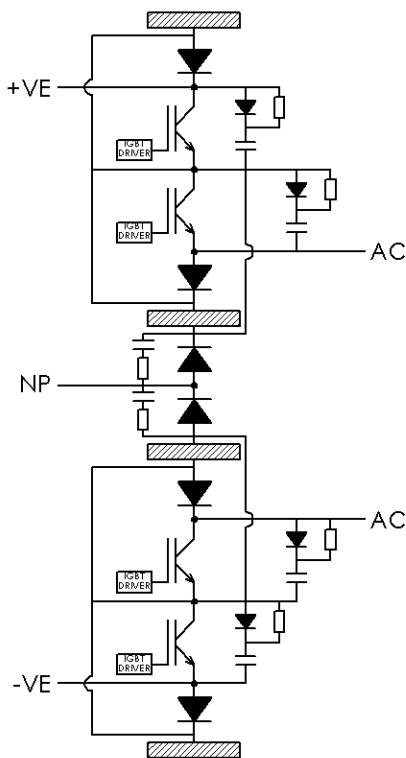 +VE
IGBT
DRIVER
IGBT
DRIVER
AC
NP
AC
IGBT
DRIVER
IGBT
DRIVER
-VE